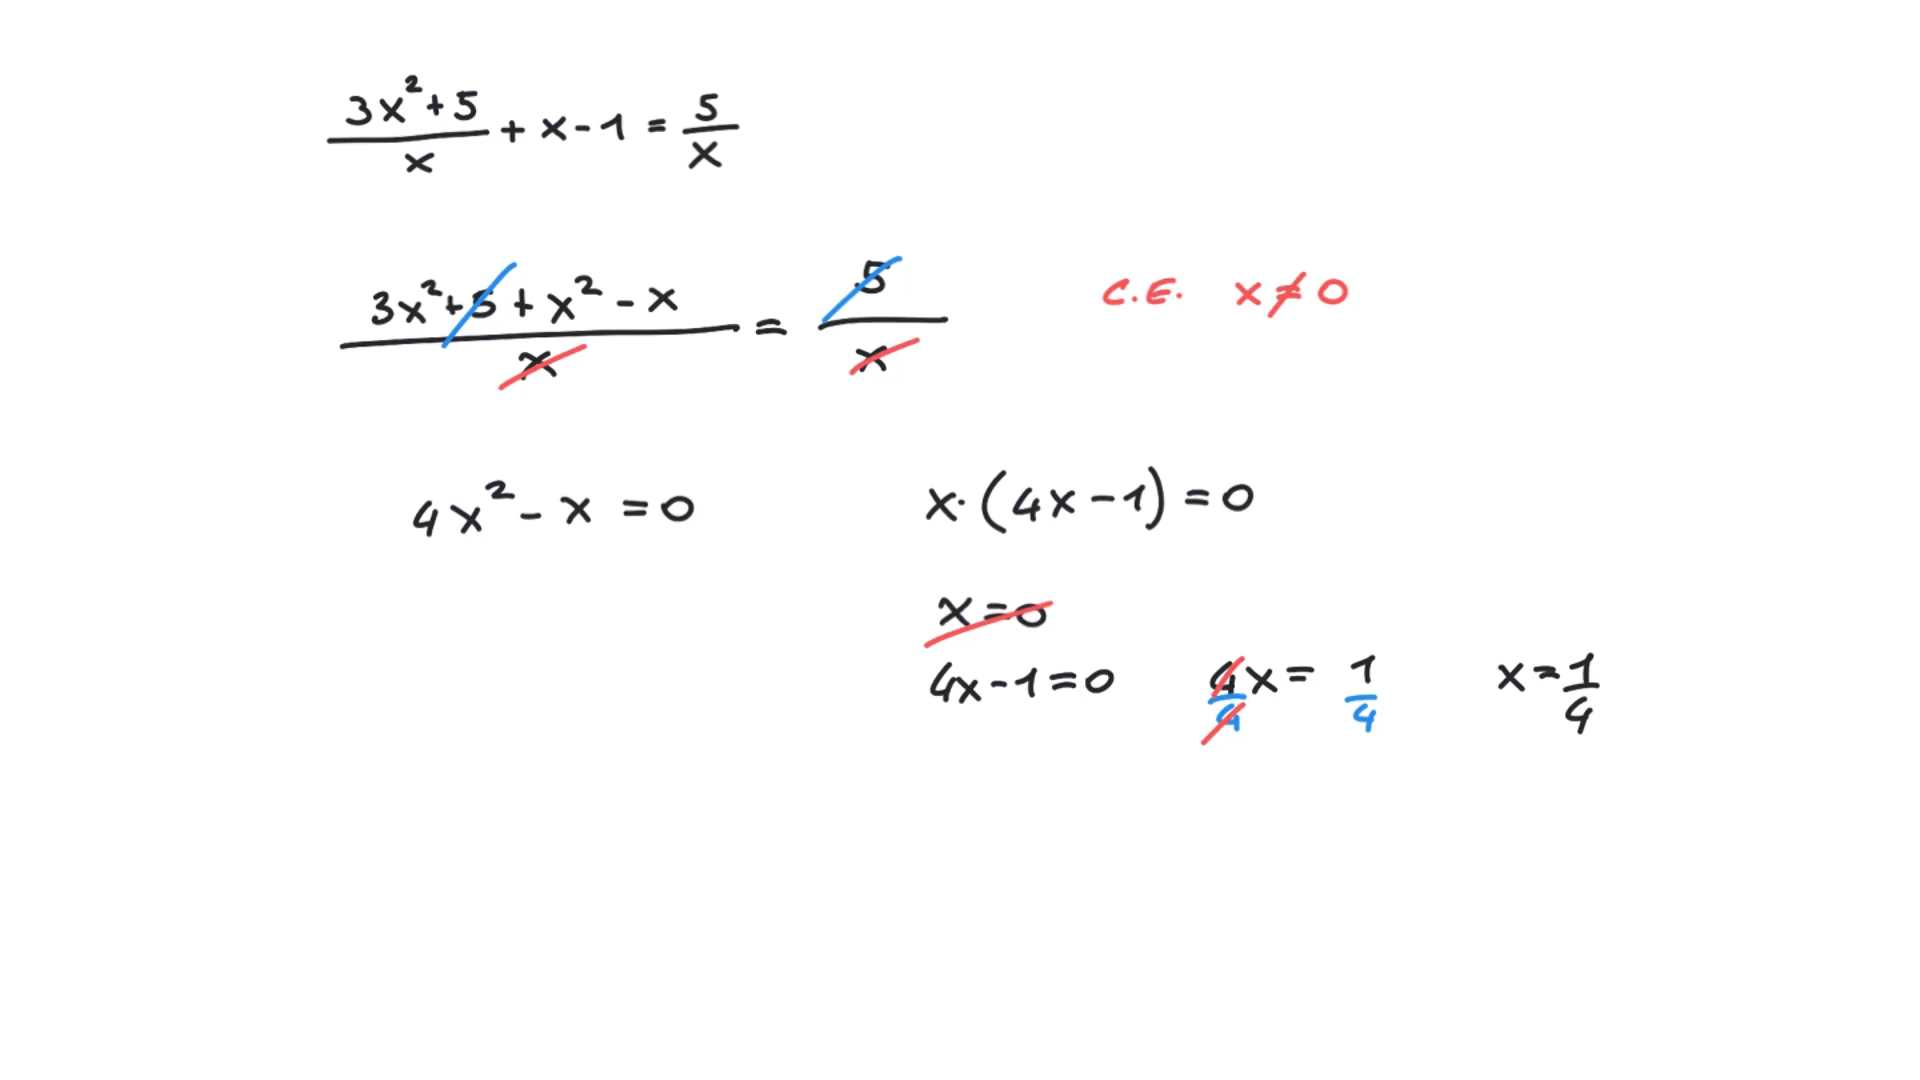 (3x²+5)/x + x - 1 = 5/x
(3x²+5+x²-x)/x = 5/x C.E. x ≠ 0
4x² - x = 0 x·(4x-1) = 0
x = 0
4x-1=0 4/4 x = 1/4 x = 1/4